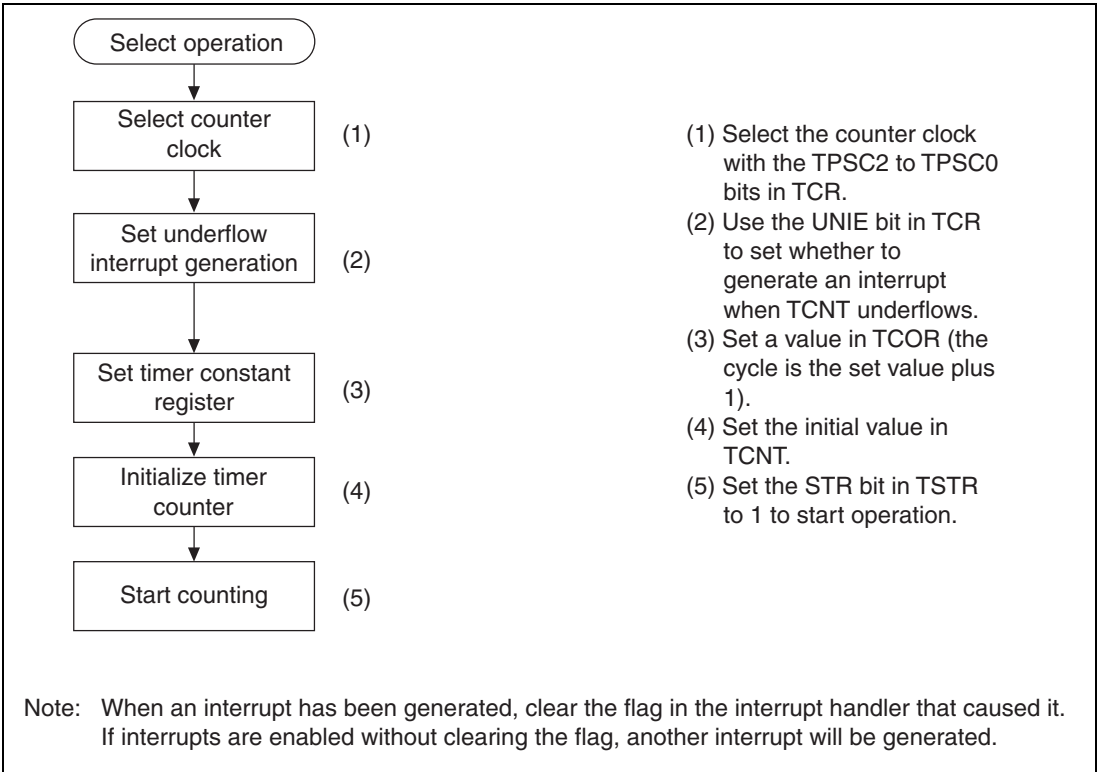 Select operation
Select counter
clock
(1)
Set underflow
interrupt generation
(2)
Set timer constant
register
(3)
Initialize timer
counter
(4)
Start counting
(5)
(1) Select the counter clock
with the TPSC2 to TPSC0
bits in TCR.
(2) Use the UNIE bit in TCR
to set whether to
generate an interrupt
when TCNT underflows.
(3) Set a value in TCOR (the
cycle is the set value plus
1).
(4) Set the initial value in
TCNT.
(5) Set the STR bit in TSTR
to 1 to start operation.
Note: When an interrupt has been generated, clear the flag in the interrupt handler that caused it.
If interrupts are enabled without clearing the flag, another interrupt will be generated.